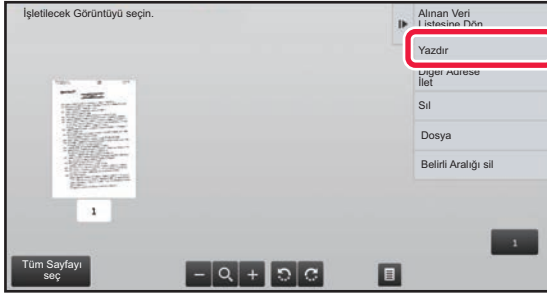 İşletilecek Görüntüyü seçin.
Alınan Veri
Listesine Dön
Yazdır
Diğer Adrese
İlet
Sil
Dosya
Belirli Aralığı sil
1
1
Tüm Sayfayı
seç